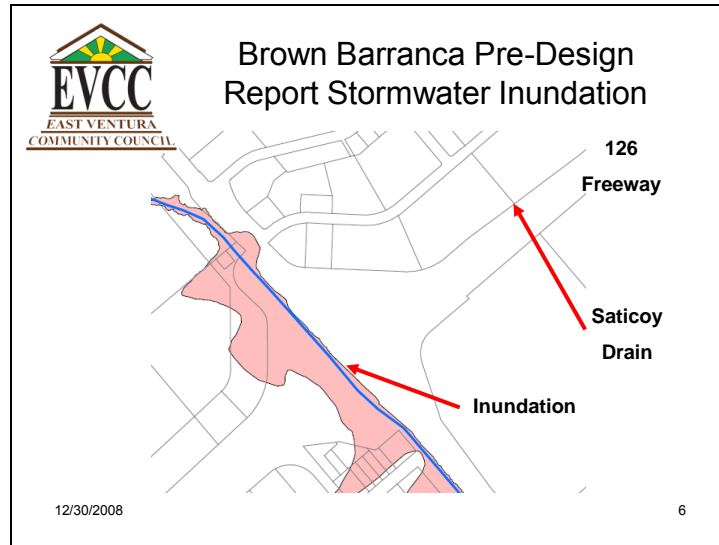 EVCC
EAST VENTURA
COMMUNITY COUNCIL
Brown Barranca Pre-Design
Report Stormwater Inundation
126
Freeway
Saticoy
Drain
Inundation
12/30/2008
6